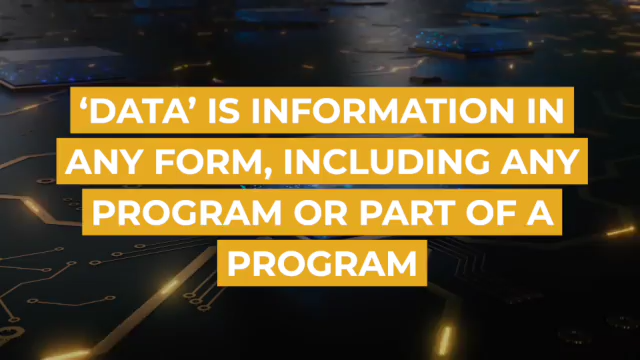 ‘DATA’ IS INFORMATION IN
ANY FORM, INCLUDING ANY
PROGRAM OR PART OF A
PROGRAM